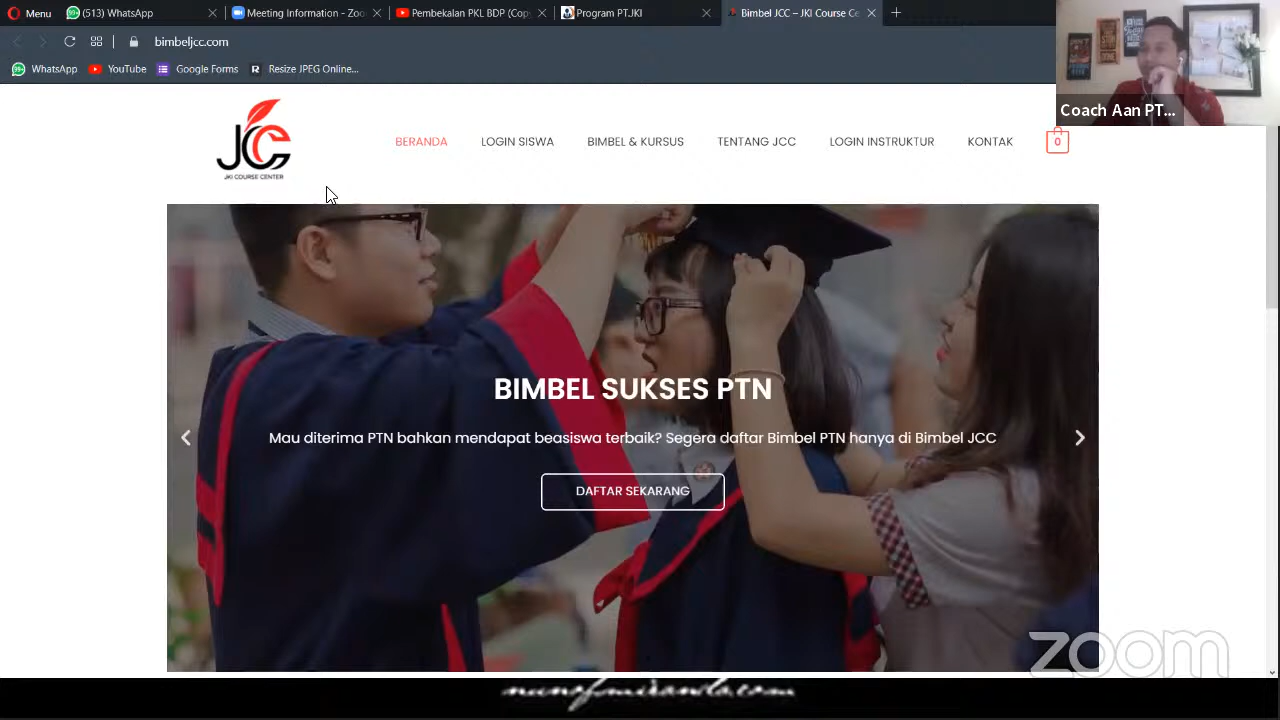 Menu
99+ (513) WhatsApp
Meeting Information - Zoo
Pembekalan PKL BDP (Cop
Program PT.JKI
Bimbel JCC – JKI Course Ce
bimbeljcc.com
99+ WhatsApp
YouTube
Google Forms
R Resize JPEG Online...
Coach Aan PT...
JCC
JKI COURSE CENTER
BERANDA
LOGIN SISWA
BIMBEL & KURSUS
TENTANG JCC
LOGIN INSTRUKTUR
KONTAK
0
BIMBEL SUKSES PTN
Mau diterima PTN bahkan mendapat beasiswa terbaik? Segera daftar Bimbel PTN hanya di Bimbel JCC
DAFTAR SEKARANG
zoom